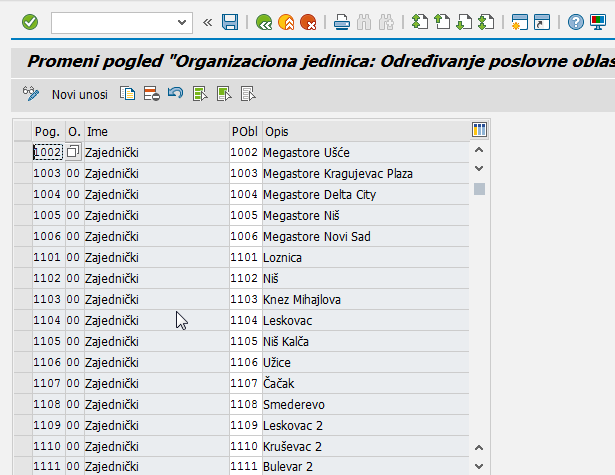 Promeni pogled "Organizaciona jedinica: Određivanje poslovne oblas
Novi unosi
Pog. O. Ime PObl Opis
1002 Zajednički 1002 Megastore Ušće
1003 00 Zajednički 1003 Megastore Kragujevac Plaza
1004 00 Zajednički 1004 Megastore Delta City
1005 00 Zajednički 1005 Megastore Niš
1006 00 Zajednički 1006 Megastore Novi Sad
1101 00 Zajednički 1101 Loznica
1102 00 Zajednički 1102 Niš
1103 00 Zajednički 1103 Knez Mihajlova
1104 00 Zajednički 1104 Leskovac
1105 00 Zajednički 1105 Niš Kalča
1106 00 Zajednički 1106 Užice
1107 00 Zajednički 1107 Čačak
1108 00 Zajednički 1108 Smederevo
1109 00 Zajednički 1109 Leskovac 2
1110 00 Zajednički 1110 Kruševac 2
1111 00 Zajednički 1111 Bulevar 2